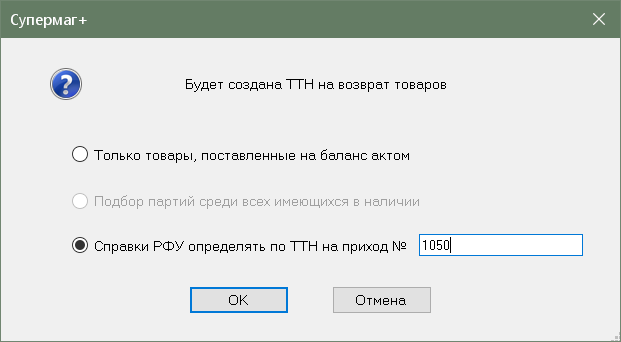 Супермаг+
Будет создана ТТН на возврат товаров
Только товары, поставленные на баланс актом
Подбор партий среди всех имеющихся в наличии
Справки РФУ определять по ТТН на приход № 1050
OK Отмена